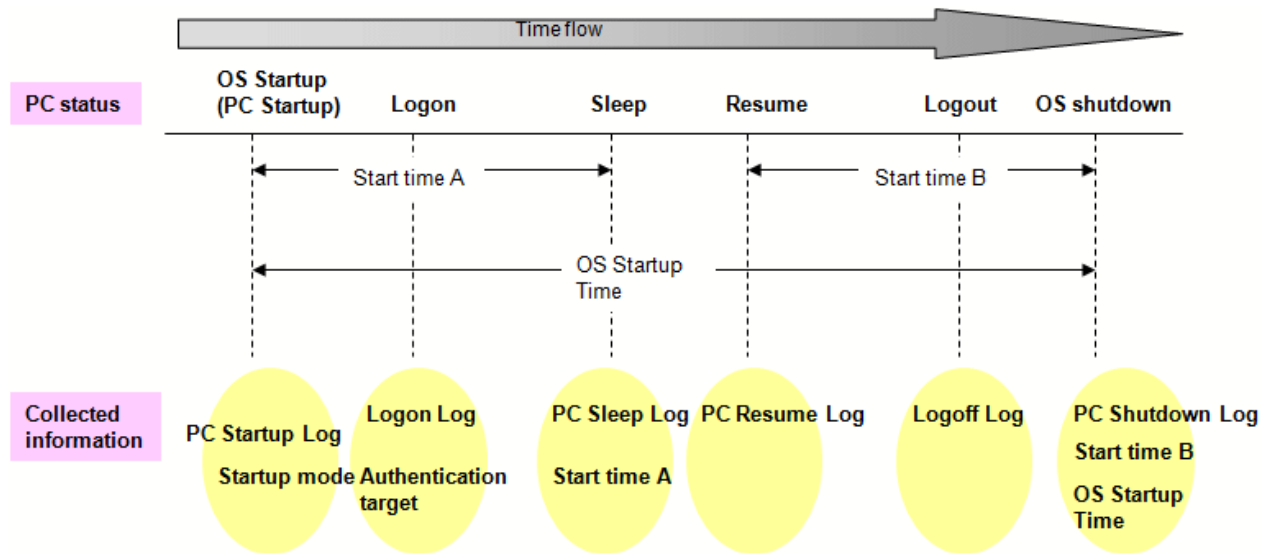 Time flow
PC status
OS Startup
(PC Startup)
Logon
Sleep
Resume
Logout
OS shutdown
Start time A
Start time B
OS Startup
Time
Collected
information
PC Startup Log
Startup mode
Logon Log
Authentication
target
PC Sleep Log
Start time A
PC Resume Log
Logoff Log
PC Shutdown Log
Start time B
OS Startup
Time